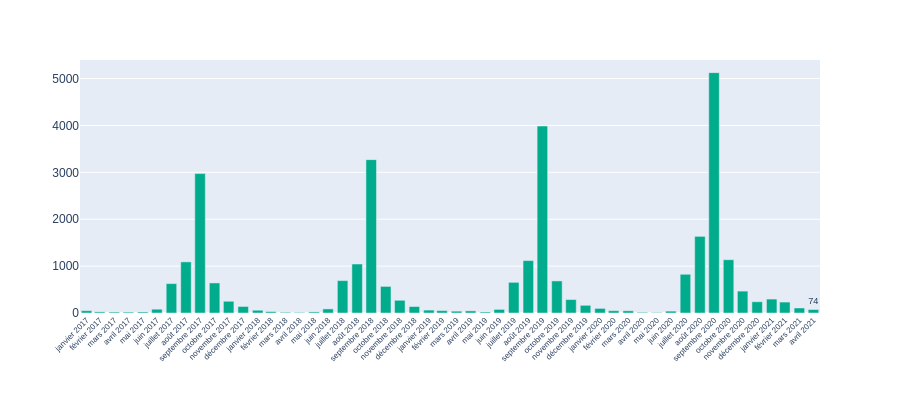 5000
4000
3000
2000
1000
0
74
janvier 2017
février 2017
mars 2017
avril 2017
mai 2017
juin 2017
juillet 2017
août 2017
septembre 2017
octobre 2017
novembre 2017
décembre 2017
janvier 2018
février 2018
mars 2018
avril 2018
mai 2018
juin 2018
juillet 2018
août 2018
septembre 2018
octobre 2018
novembre 2018
décembre 2018
janvier 2019
février 2019
mars 2019
avril 2019
mai 2019
juin 2019
juillet 2019
août 2019
septembre 2019
octobre 2019
novembre 2019
décembre 2019
janvier 2020
février 2020
mars 2020
avril 2020
mai 2020
juin 2020
juillet 2020
août 2020
septembre 2020
octobre 2020
novembre 2020
décembre 2020
janvier 2021
février 2021
mars 2021
avril 2021